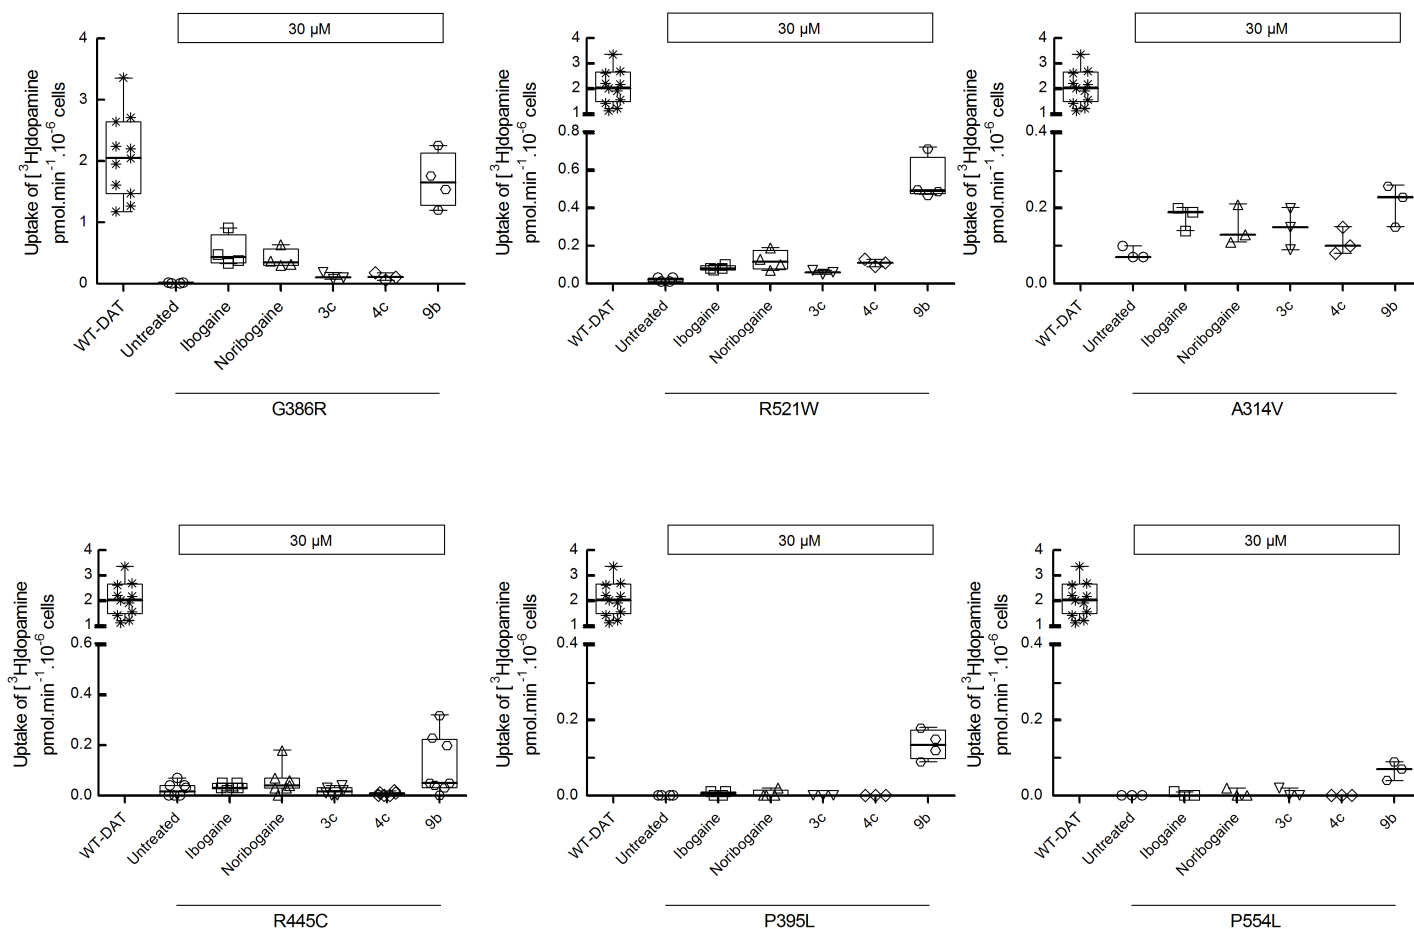 30 µM
Uptake of [³H]dopamine
pmol.min⁻¹.10⁻⁶ cells
4
3
2
1
0
WT-DAT
Untreated
Ibogaine
Noribogaine
3c
4c
9b
G386R
30 µM
Uptake of [³H]dopamine
pmol.min⁻¹.10⁻⁶ cells
4
3
2
1
0.8
0.6
0.4
0.2
0.0
WT-DAT
Untreated
Ibogaine
Noribogaine
3c
4c
9b
R521W
30 µM
Uptake of [³H]dopamine
pmol.min⁻¹.10⁻⁶ cells
4
3
2
1
0.4
0.2
0.0
WT-DAT
Untreated
Ibogaine
Noribogaine
3c
4c
9b
A314V
30 µM
Uptake of [³H]dopamine
pmol.min⁻¹.10⁻⁶ cells
4
3
2
1
0.6
0.4
0.2
0.0
WT-DAT
Untreated
Ibogaine
Noribogaine
3c
4c
9b
R445C
30 µM
Uptake of [³H]dopamine
pmol.min⁻¹.10⁻⁶ cells
4
3
2
1
0.4
0.2
0.0
WT-DAT
Untreated
Ibogaine
Noribogaine
3c
4c
9b
P395L
30 µM
Uptake of [³H]dopamine
pmol.min⁻¹.10⁻⁶ cells
4
3
2
1
0.4
0.2
0.0
WT-DAT
Untreated
Ibogaine
Noribogaine
3c
4c
9b
P554L